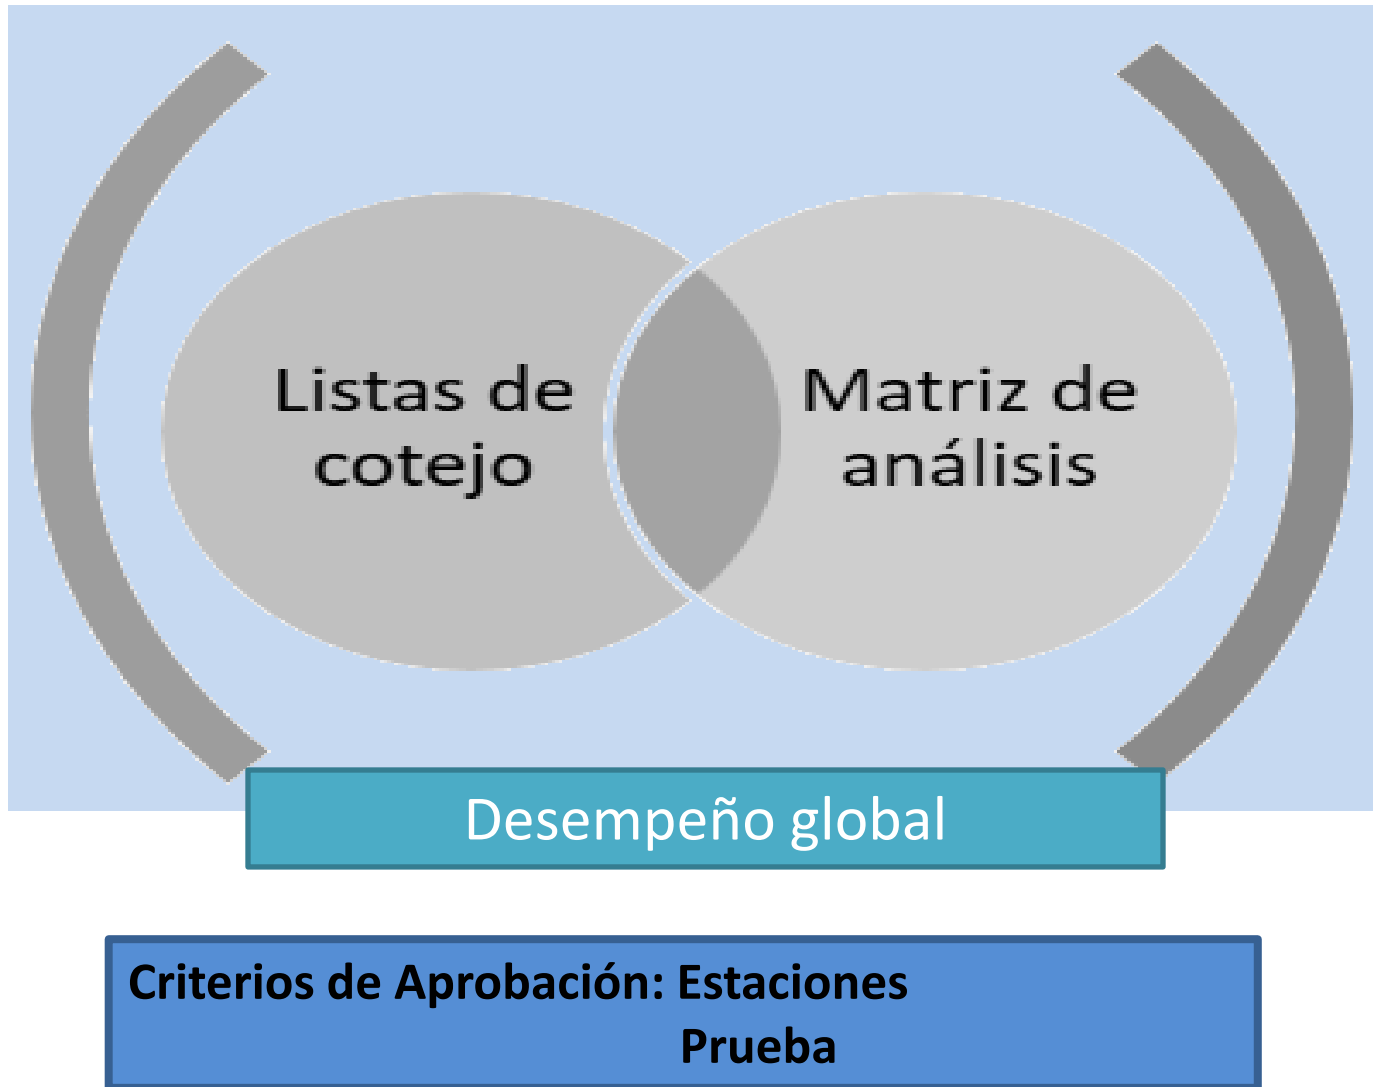 Listas de
cotejo
Matriz de
análisis
Desempeño global
Criterios de Aprobación: Estaciones
Prueba